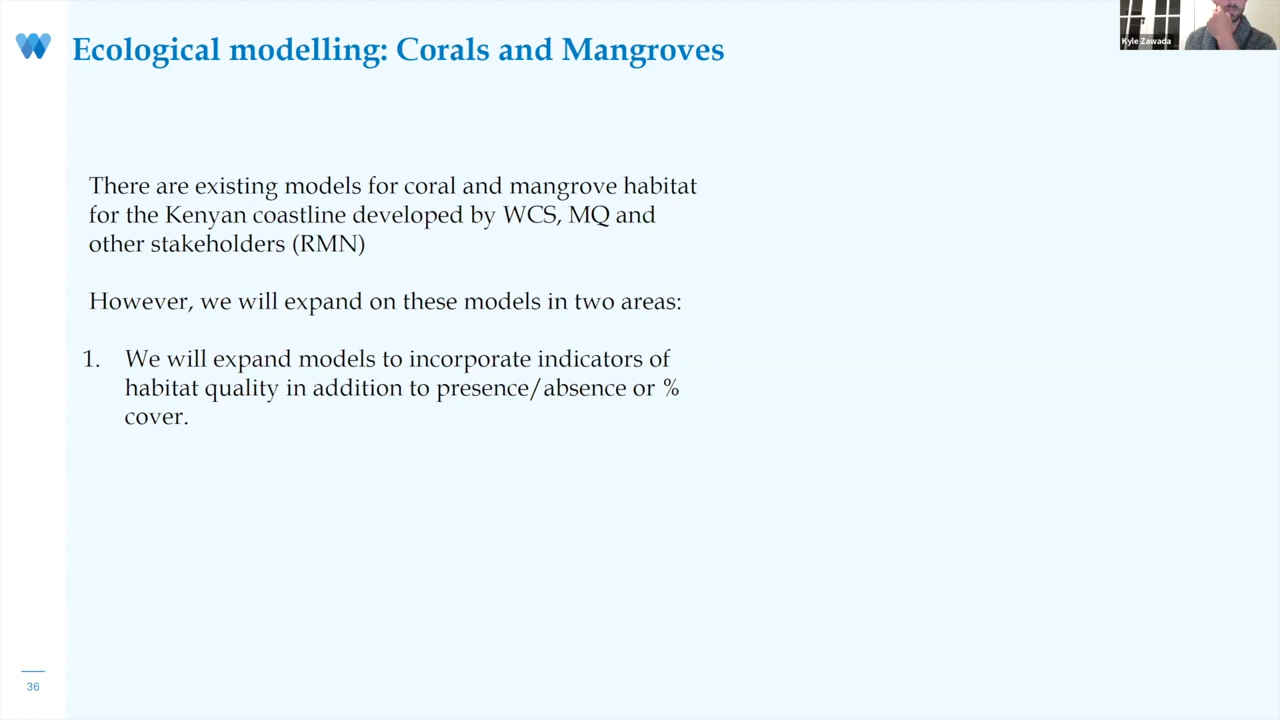 Ecological modelling: Corals and Mangroves
Kyle Zawada
There are existing models for coral and mangrove habitat
for the Kenyan coastline developed by WCS, MQ and
other stakeholders (RMN)
However, we will expand on these models in two areas:
1. We will expand models to incorporate indicators of
habitat quality in addition to presence/absence or %
cover.
36